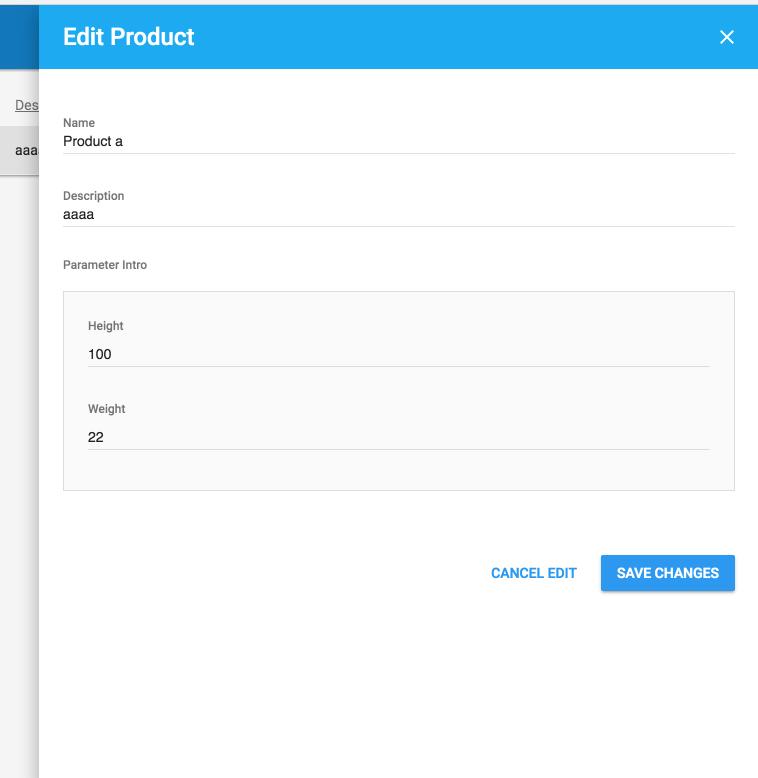 Edit Product
Des
aaa
Name
Product a
Description
aaaa
Parameter Intro
Height
100
Weight
22
CANCEL EDIT
SAVE CHANGES